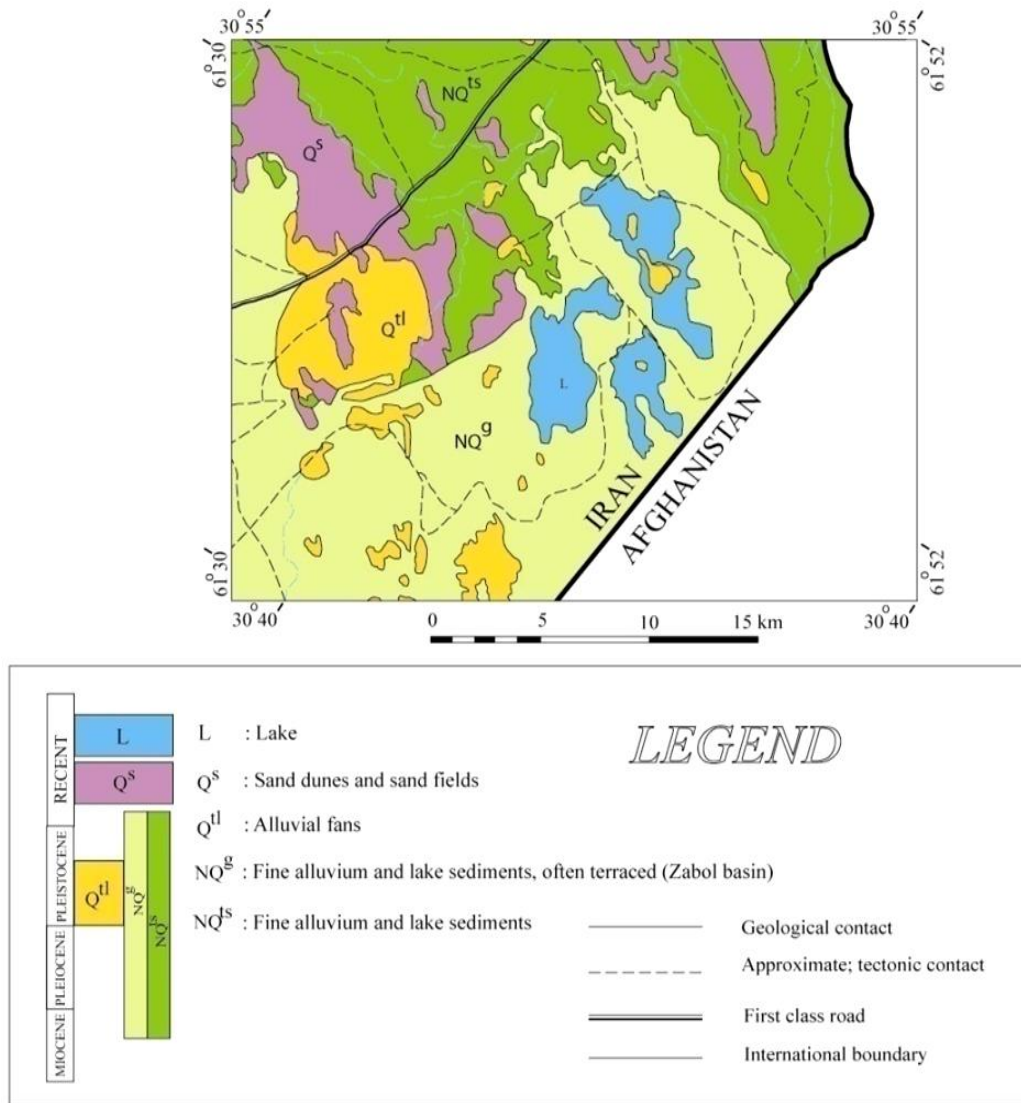 30° 55′
30° 55′
61° 30
61° 52
NQts
Qs
Qtl
L
NQg
IRAN
AFGHANISTAN
61° 30
61° 52
30° 40′
30° 40′
0 5 10 15 km
LEGEND
RECENT
PLEISTOCENE
PLEIOCENE
MIOCENE
L
Qs
Qtl
NQg
NQts
L : Lake
Qs : Sand dunes and sand fields
Qtl : Alluvial fans
NQg : Fine alluvium and lake sediments, often terraced (Zabol basin)
NQts : Fine alluvium and lake sediments
Geological contact
Approximate; tectonic contact
First class road
International boundary